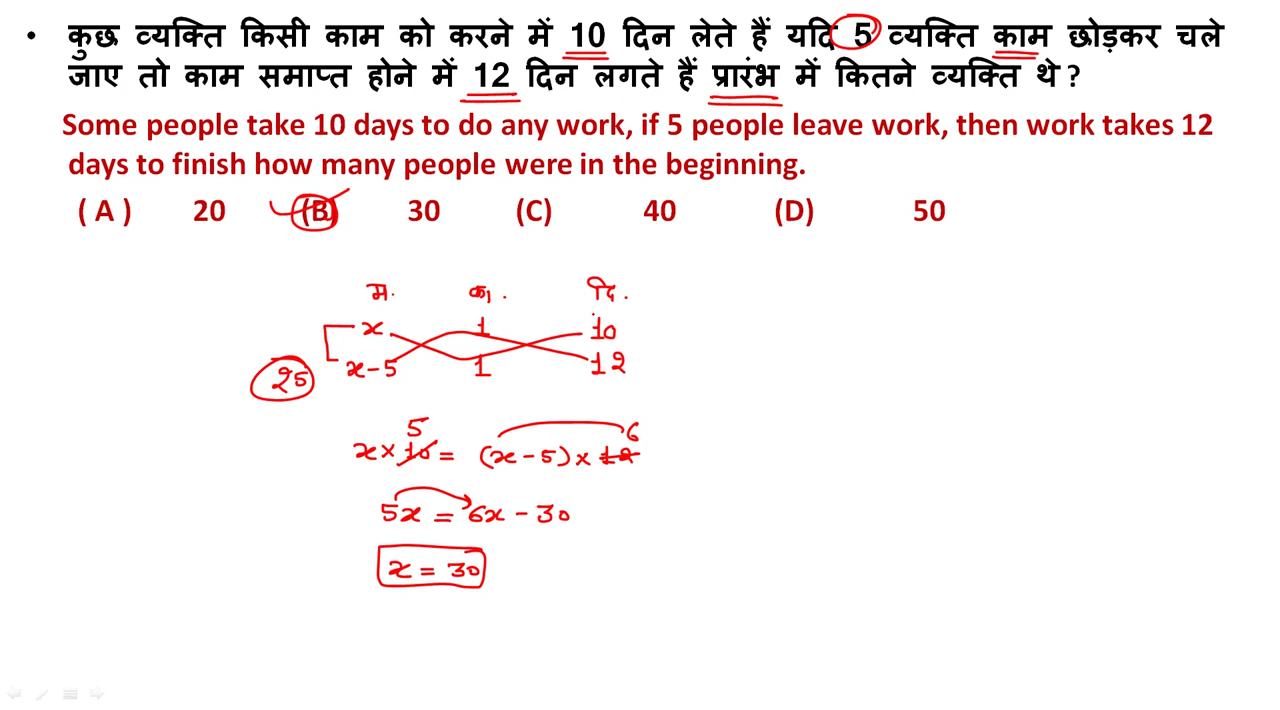 • कुछ व्यक्ति किसी काम को करने में 10 दिन लेते हैं यदि 5 व्यक्ति काम छोड़कर चले
जाए तो काम समाप्त होने में 12 दिन लगते हैं प्रारंभ में कितने व्यक्ति थे ?
Some people take 10 days to do any work, if 5 people leave work, then work takes 12
days to finish how many people were in the beginning.
( A ) 20 (B) 30 (C) 40 (D) 50
म. का. दि.
x 1 10
25 x-5 1 12
5 6
x × 10 = (x - 5) × 12
5x = 6x - 30
x = 30